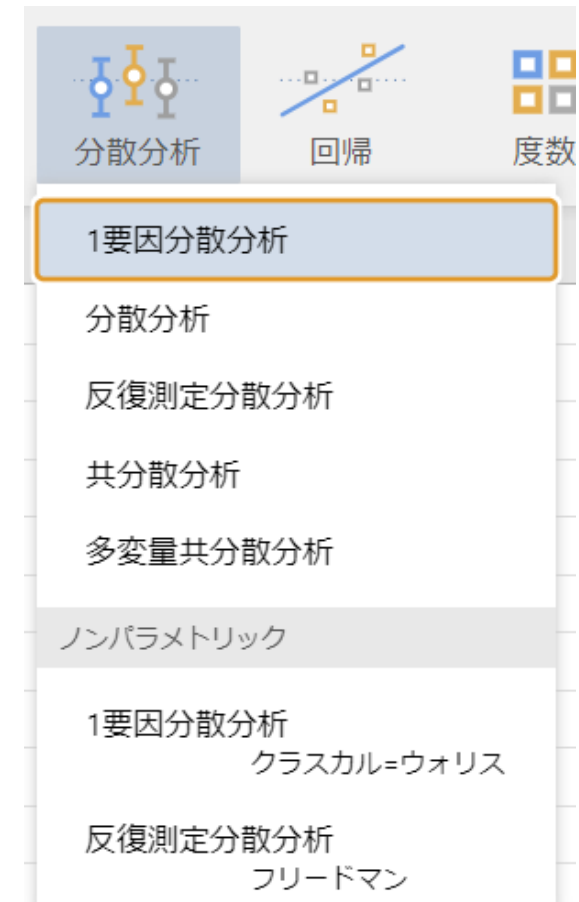 分散分析 回帰 度数
1要因分散分析
分散分析
反復測定分散分析
共分散分析
多変量共分散分析
ノンパラメトリック
1要因分散分析
クラスカル=ウォリス
反復測定分散分析
フリードマン